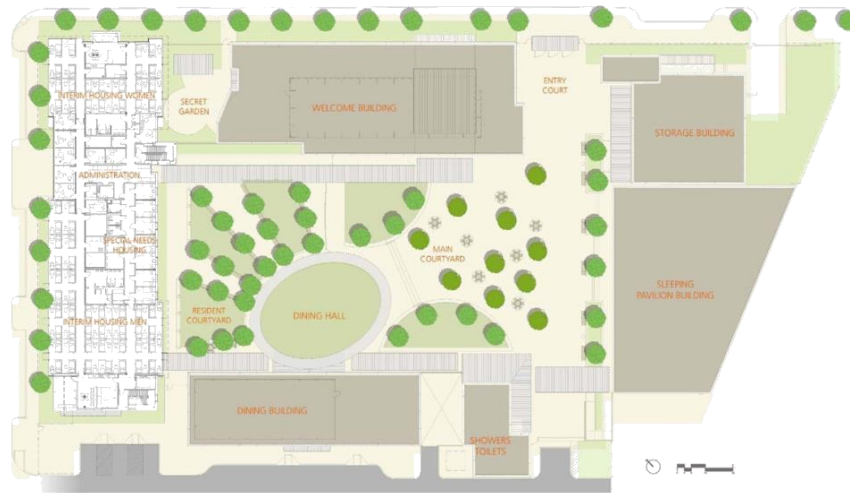 INTERIM HOUSING WOMEN
SECRET
GARDEN
WELCOME BUILDING
ENTRY
COURT
STORAGE BUILDING
ADMINISTRATION
SPECIAL NEEDS
HOUSING
MAIN
COURTYARD
SLEEPING
PAVILION BUILDING
RESIDENT
COURTYARD
DINING HALL
INTERIM HOUSING MEN
DINING BUILDING
SHOWERS
TOILETS